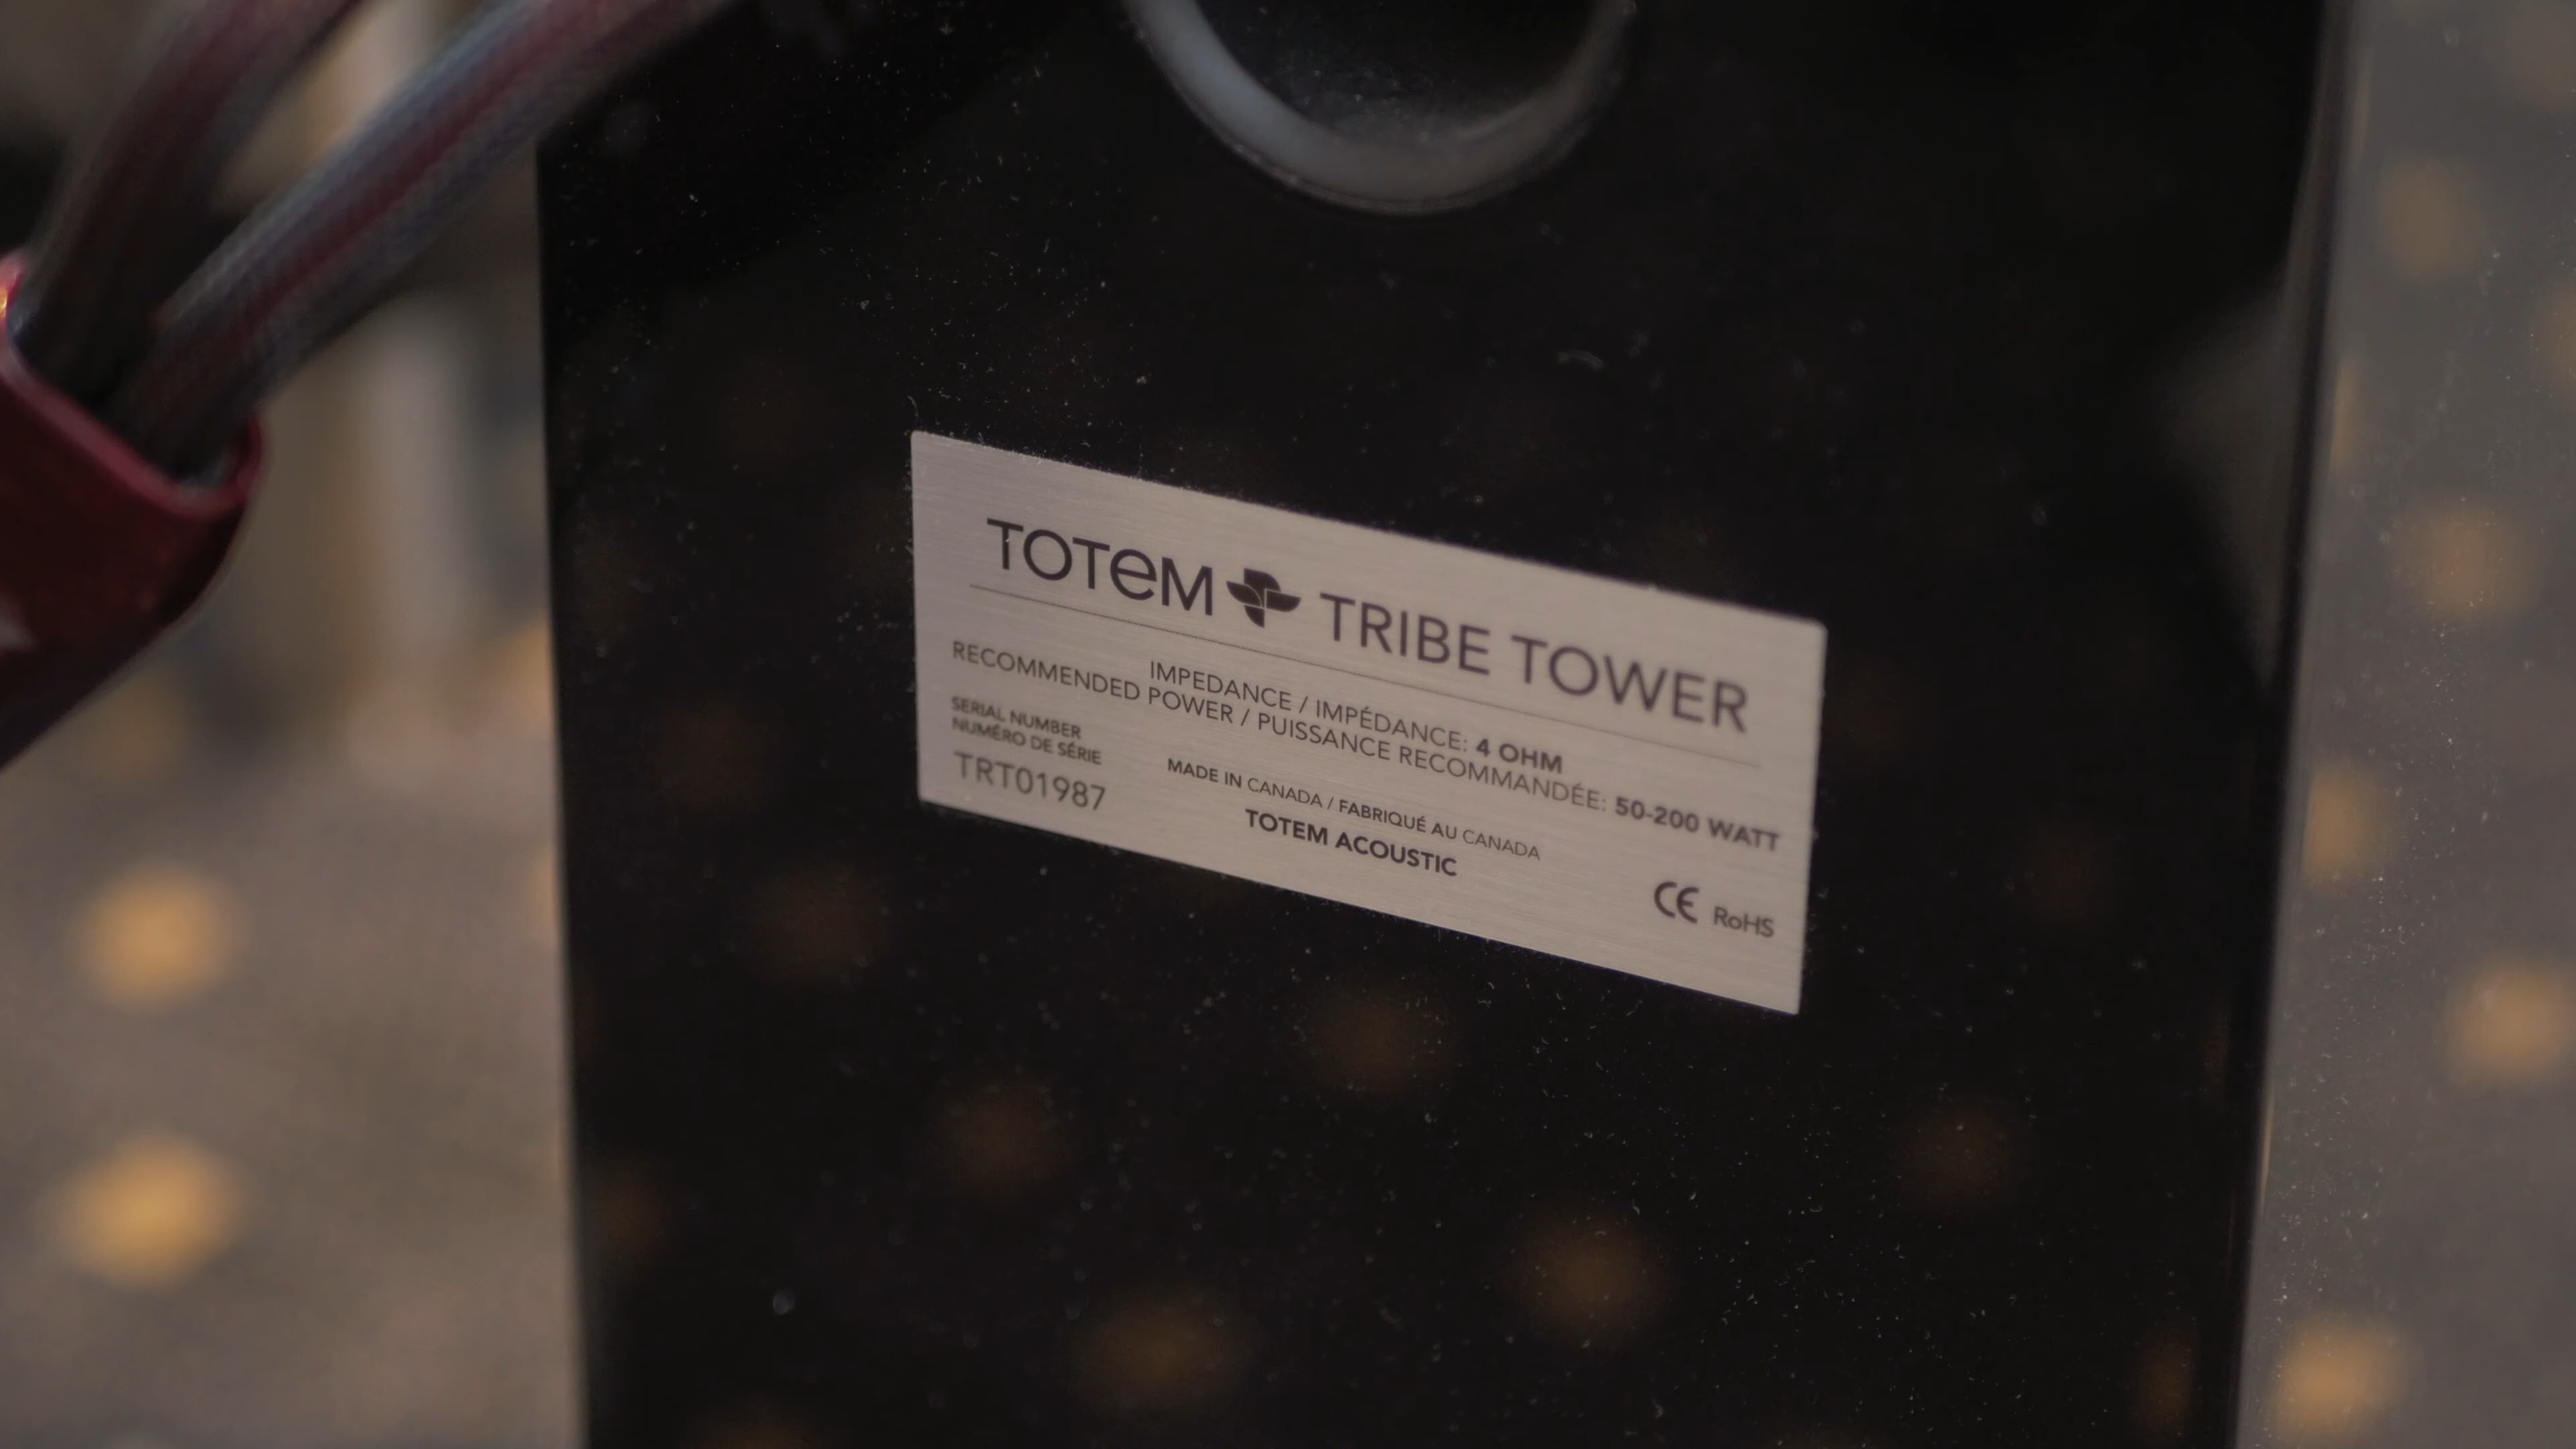 TOTEM TRIBE TOWER
IMPEDANCE / IMPÉDANCE: 4 OHM
RECOMMENDED POWER / PUISSANCE RECOMMANDÉE: 50-200 WATT
SERIAL NUMBER
NUMÉRO DE SÉRIE
TRT01987
MADE IN CANADA / FABRIQUÉ AU CANADA
TOTEM ACOUSTIC
CE RoHS